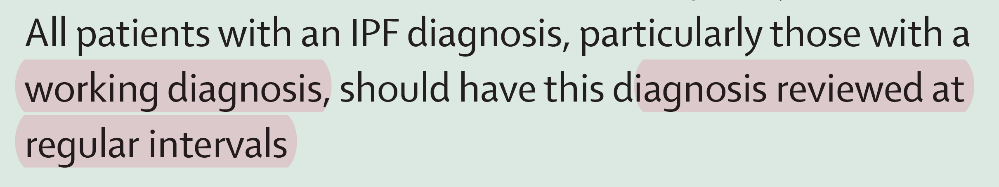 All patients with an IPF diagnosis, particularly those with a
working diagnosis, should have this diagnosis reviewed at
regular intervals